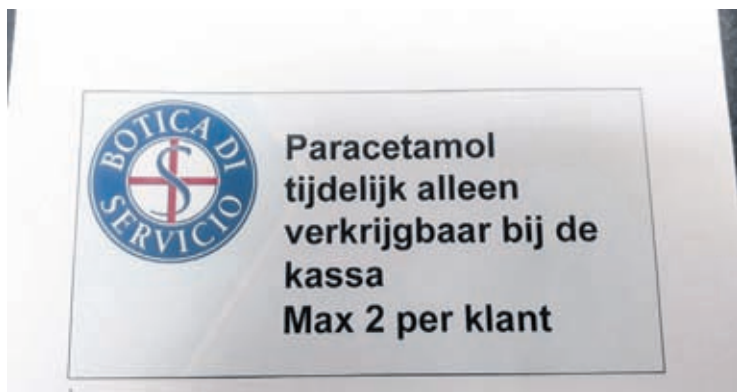 BOTICA DI
SERVICIO
S
Paracetamol
tijdelijk alleen
verkrijgbaar bij de
kassa
Max 2 per klant